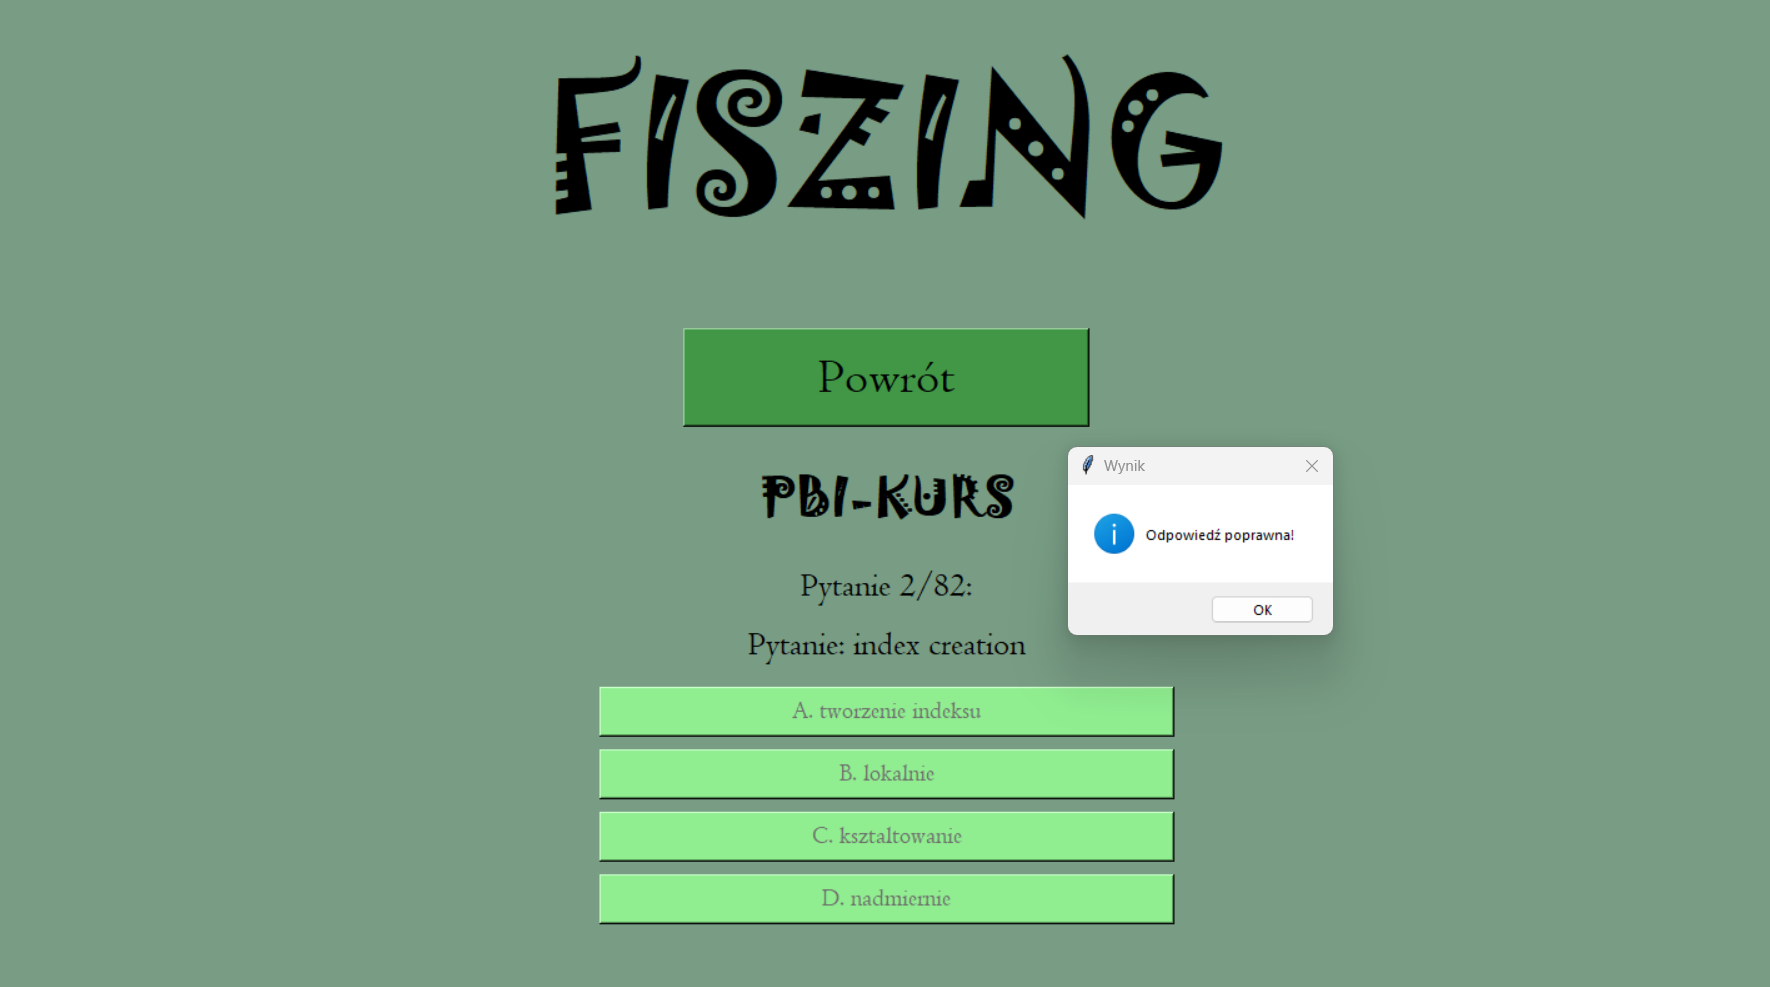 FISZING
Powrót
PBI-KURS
Wynik
Odpowiedź poprawna!
OK
Pytanie 2/82:
Pytanie: index creation
A. tworzenie indeksu
B. lokalnie
C. ksztaltowanie
D. nadmiernie